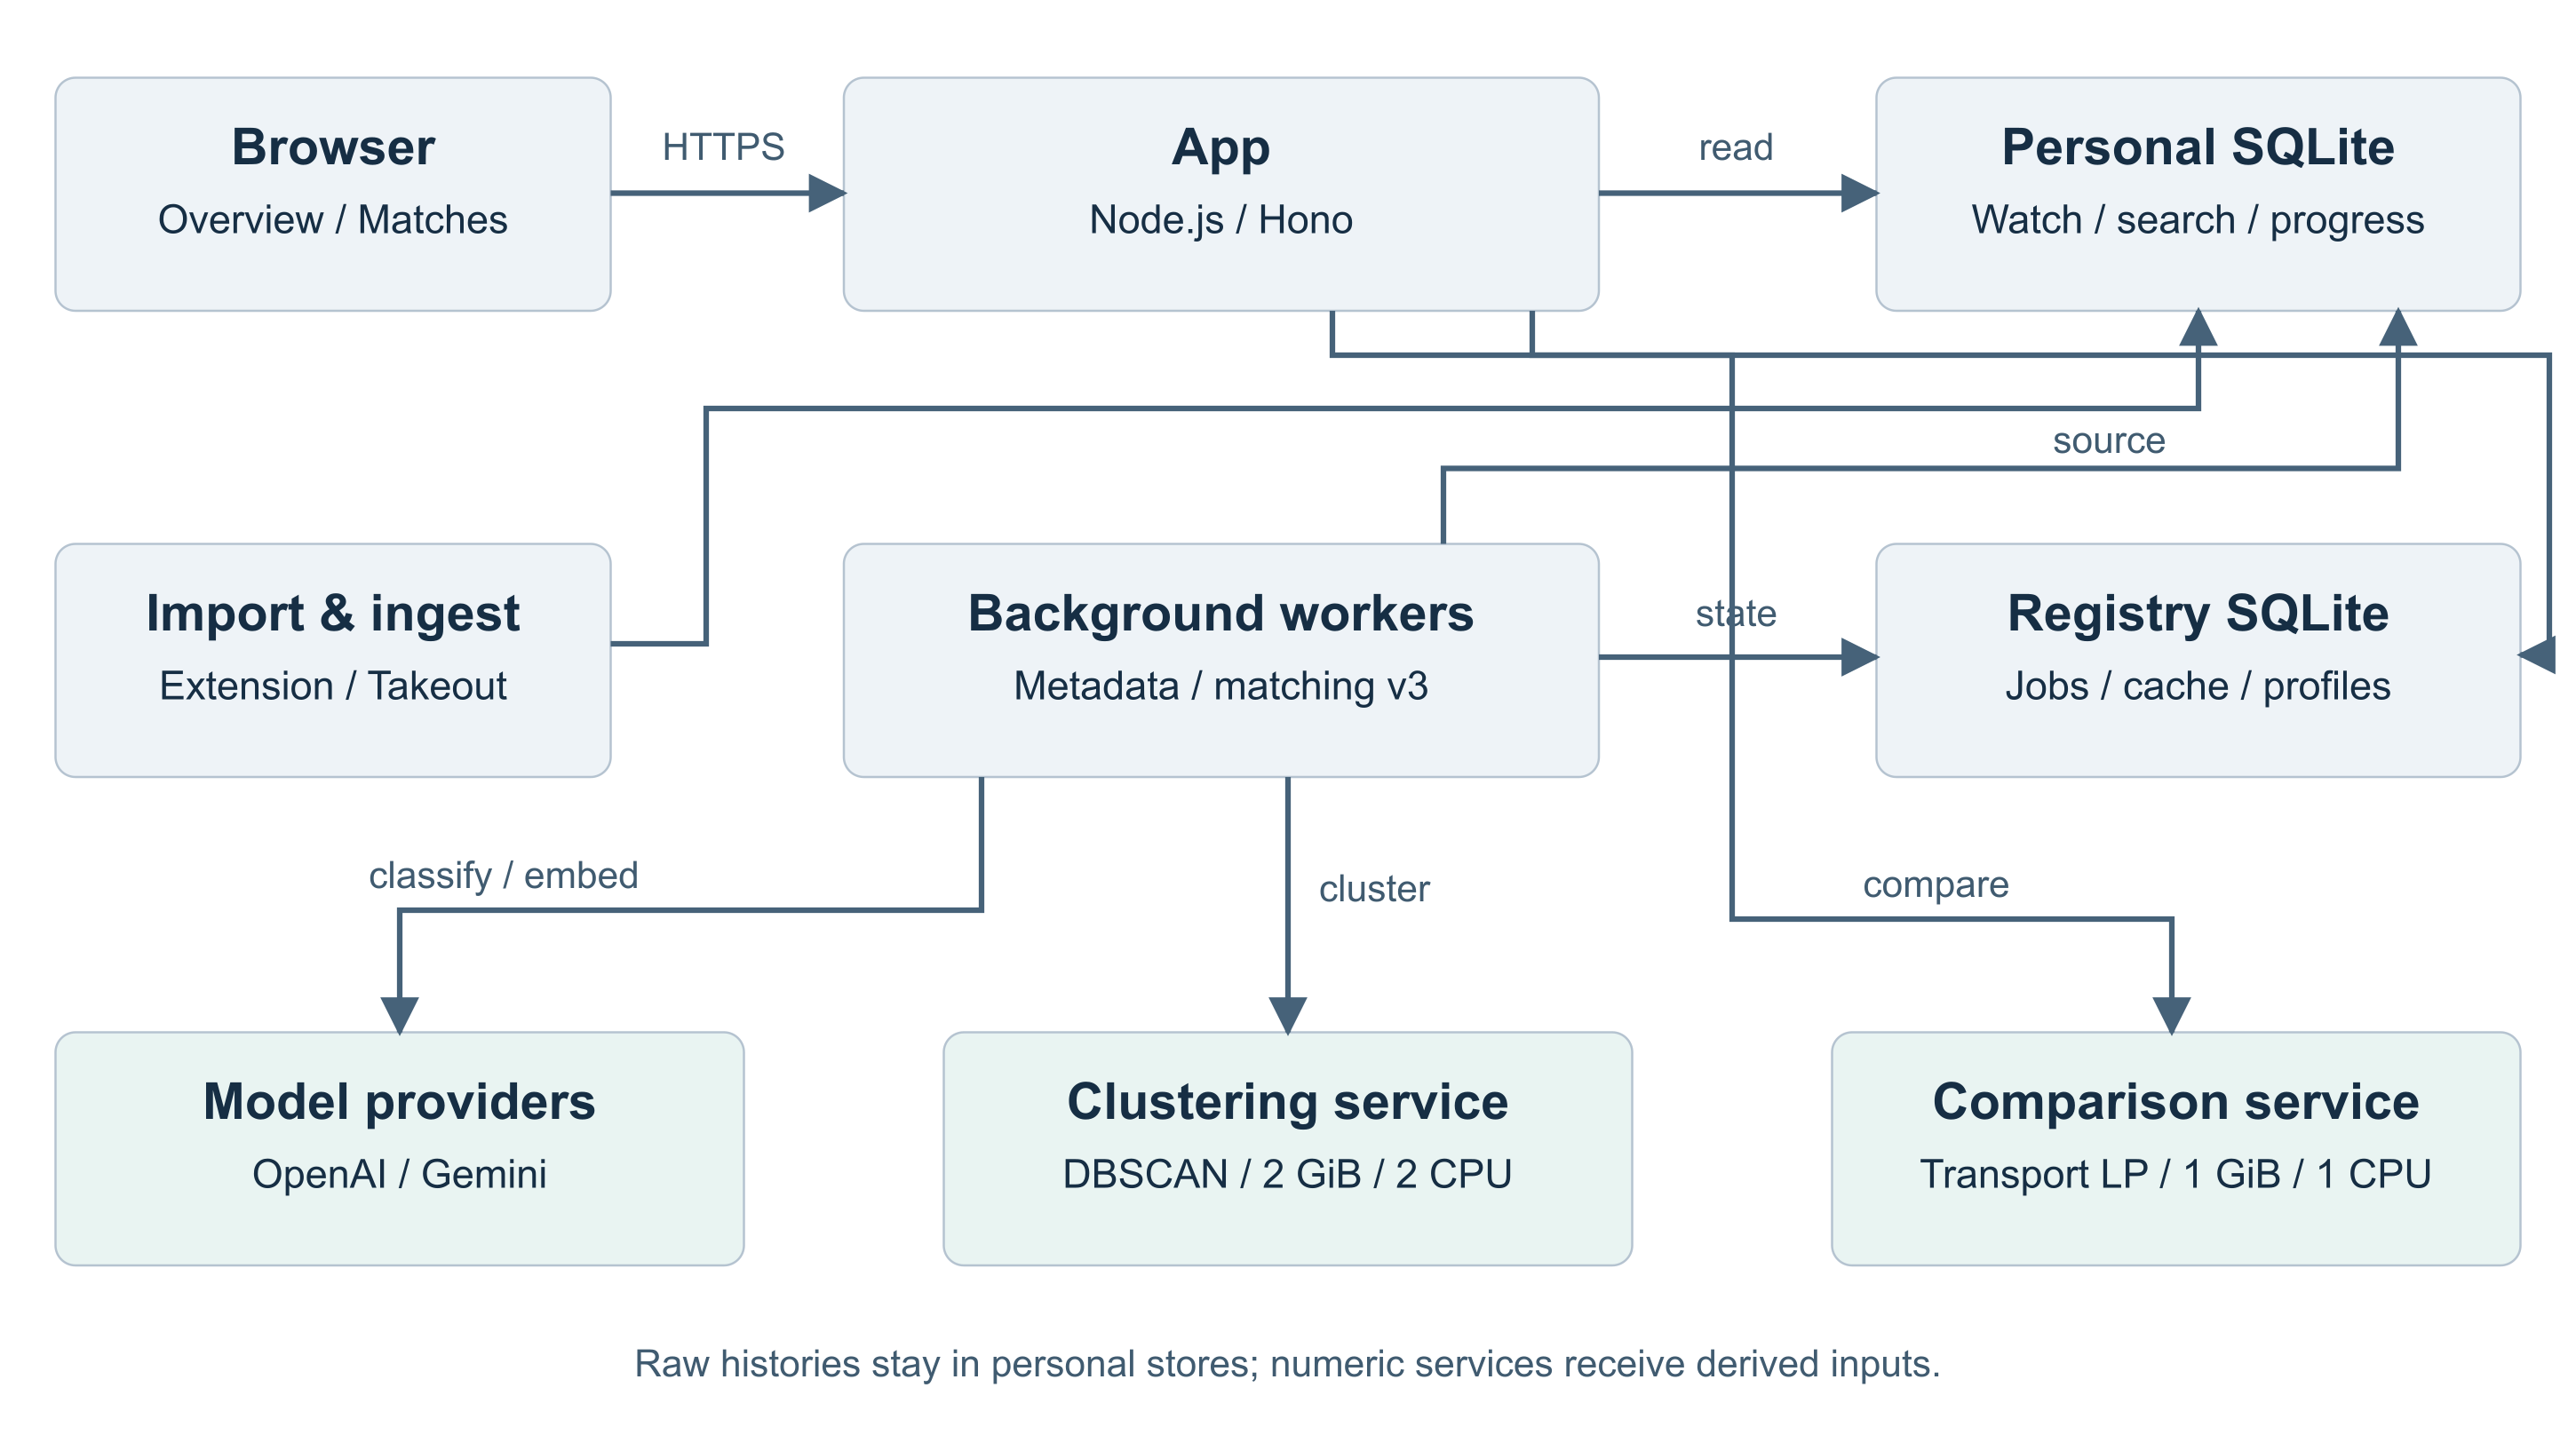 Browser
Overview / Matches
HTTPS
App
Node.js / Hono
read
Personal SQLite
Watch / search / progress
source
Import & ingest
Extension / Takeout
Background workers
Metadata / matching v3
state
Registry SQLite
Jobs / cache / profiles
classify / embed
cluster
compare
Model providers
OpenAI / Gemini
Clustering service
DBSCAN / 2 GiB / 2 CPU
Comparison service
Transport LP / 1 GiB / 1 CPU
Raw histories stay in personal stores; numeric services receive derived inputs.